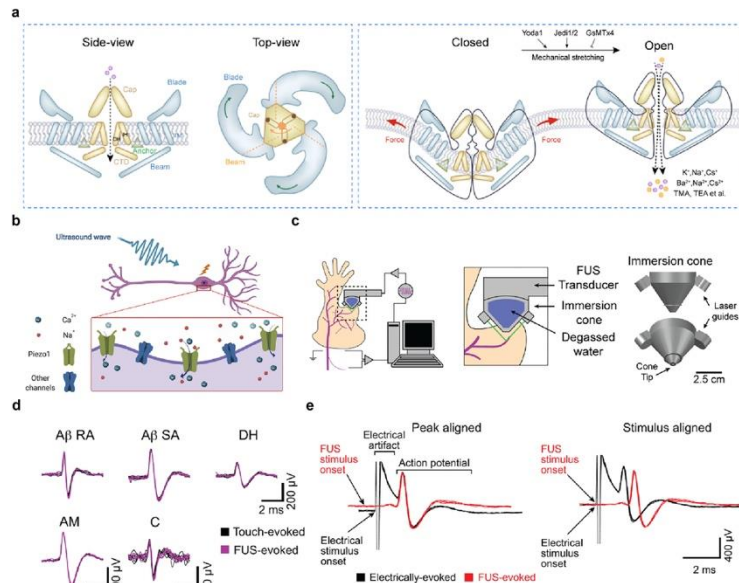 a
Side-view
Top-view
Closed
Yoda1 Jedi1/2 GsMTx4
Mechanical stretching
Open
Cap
Blade
Anchor
CTD
Beam
Blade
Cap
Beam
Force
Force
K⁺,Na⁺,Cs⁺
Ba²⁺,Na²⁺,Cs²⁺
TMA, TEA et al.
b
Ultrasound wave
Ca²⁺
Na⁺
Piezo1
Other
channels
c
FUS
Transducer
Immersion
cone
Degassed
water
Immersion cone
Laser
guides
Cone
Tip
2.5 cm
d
Aβ RA
Aβ SA
DH
200 μV
2 ms
AM
C
Touch-evoked
FUS-evoked
e
Peak aligned
Electrical
artifact
Action potential
FUS
stimulus
onset
Electrical
stimulus
onset
Stimulus aligned
FUS
stimulus
onset
Electrical
stimulus
onset
400 μV
2 ms
Electrically-evoked
FUS-evoked